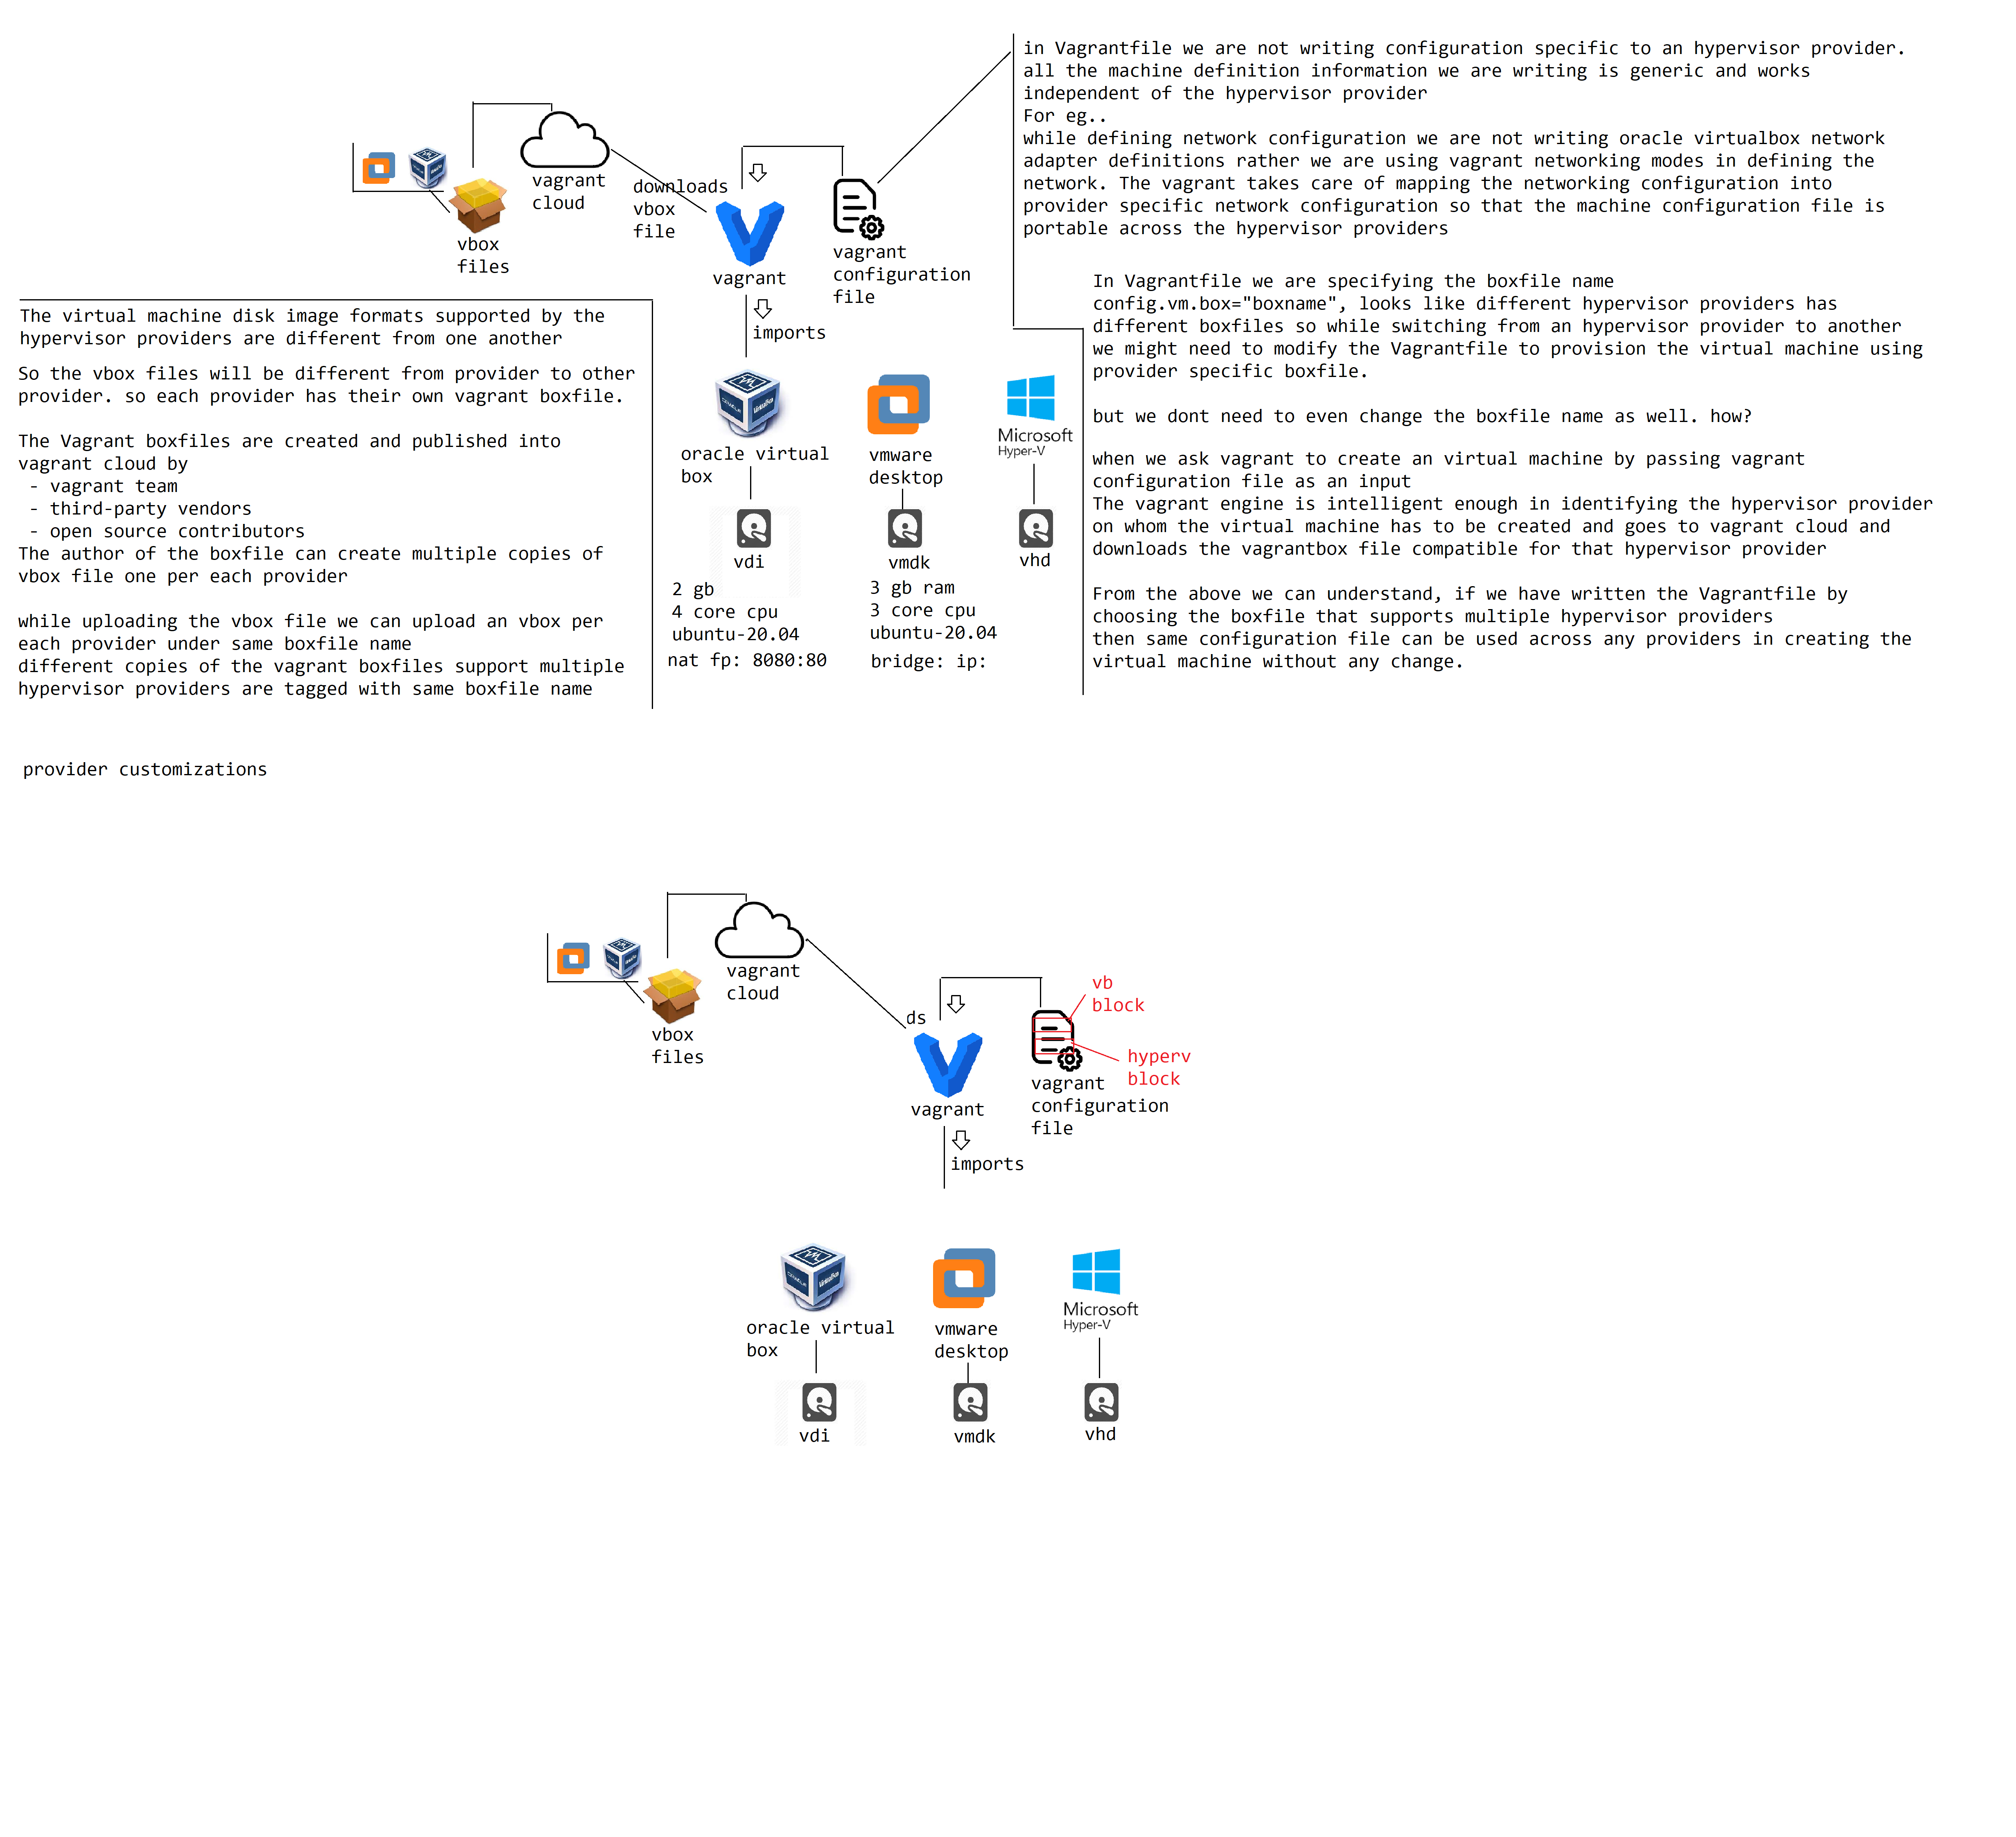 in Vagrantfile we are not writing configuration specific to an hypervisor provider.
all the machine definition information we are writing is generic and works
independent of the hypervisor provider
For eg..
while defining network configuration we are not writing oracle virtualbox network
adapter definitions rather we are using vagrant networking modes in defining the
network. The vagrant takes care of mapping the networking configuration into
provider specific network configuration so that the machine configuration file is
portable across the hypervisor providers
vagrant
cloud
downloads
vbox
file
vbox
files
vagrant
vagrant
configuration
file
imports
The virtual machine disk image formats supported by the
hypervisor providers are different from one another
So the vbox files will be different from provider to other
provider. so each provider has their own vagrant boxfile.
The Vagrant boxfiles are created and published into
vagrant cloud by
- vagrant team
- third-party vendors
- open source contributors
The author of the boxfile can create multiple copies of
vbox file one per each provider
while uploading the vbox file we can upload an vbox per
each provider under same boxfile name
different copies of the vagrant boxfiles support multiple
hypervisor providers are tagged with same boxfile name
oracle virtual
box
vmware
desktop
Microsoft
Hyper-V
vdi
vmdk
vhd
2 gb
4 core cpu
ubuntu-20.04
nat fp: 8080:80
3 gb ram
3 core cpu
ubuntu-20.04
bridge: ip:
In Vagrantfile we are specifying the boxfile name
config.vm.box="boxname", looks like different hypervisor providers has
different boxfiles so while switching from an hypervisor provider to another
we might need to modify the Vagrantfile to provision the virtual machine using
provider specific boxfile.
but we dont need to even change the boxfile name as well. how?
when we ask vagrant to create an virtual machine by passing vagrant
configuration file as an input
The vagrant engine is intelligent enough in identifying the hypervisor provider
on whom the virtual machine has to be created and goes to vagrant cloud and
downloads the vagrantbox file compatible for that hypervisor provider
From the above we can understand, if we have written the Vagrantfile by
choosing the boxfile that supports multiple hypervisor providers
then same configuration file can be used across any providers in creating the
virtual machine without any change.
provider customizations
vagrant
cloud
vbox
files
ds
vagrant
vb
block
hyperv
block
vagrant
configuration
file
imports
oracle virtual
box
vmware
desktop
Microsoft
Hyper-V
vdi
vmdk
vhd